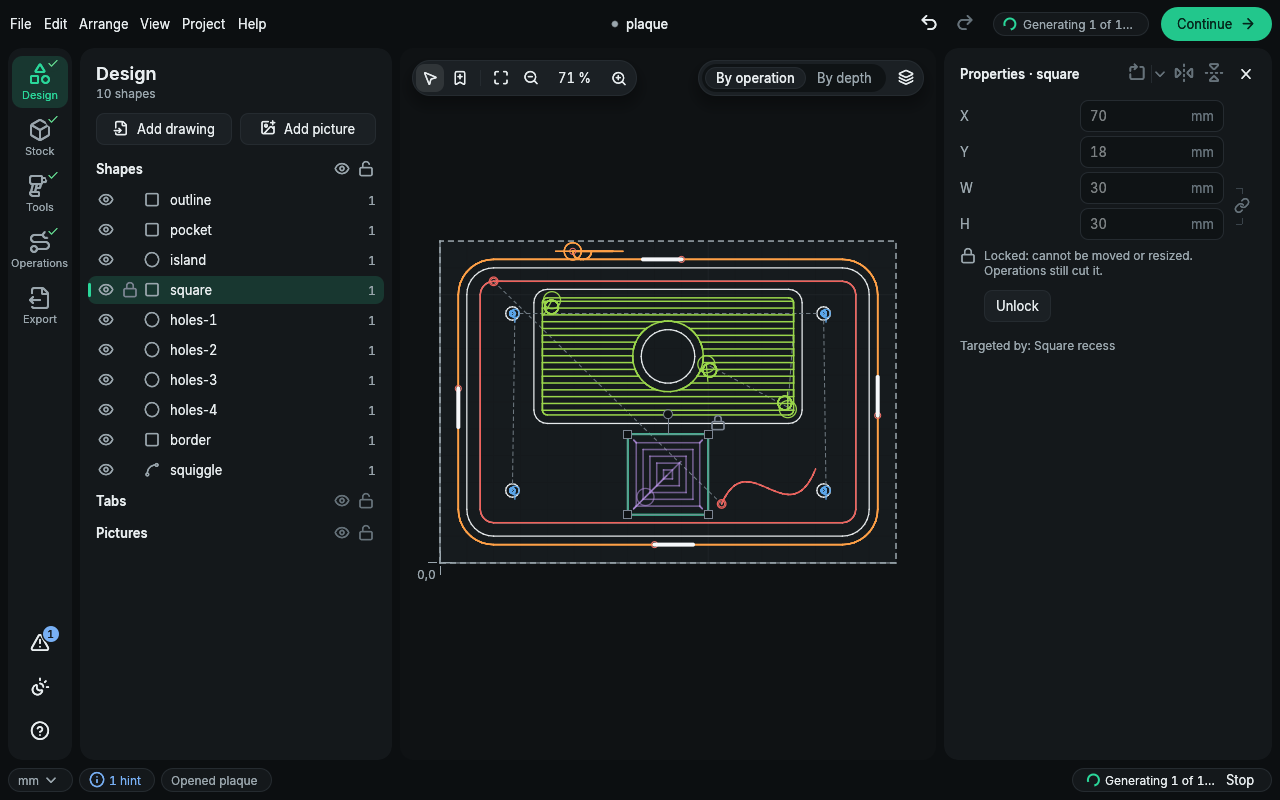 File Edit Arrange View Project Help
plaque
Generating 1 of 1...
Continue
Design
Stock
Tools
Operations
Export
1
Design
10 shapes
Add drawing
Add picture
Shapes
outline 1
pocket 1
island 1
square 1
holes-1 1
holes-2 1
holes-3 1
holes-4 1
border 1
squiggle 1
Tabs
Pictures
71 %
By operation By depth
0,0
Properties · square
X 70 mm
Y 18 mm
W 30 mm
H 30 mm
Locked: cannot be moved or resized.
Operations still cut it.
Unlock
Targeted by: Square recess
mm
1 hint
Opened plaque
Generating 1 of 1... Stop